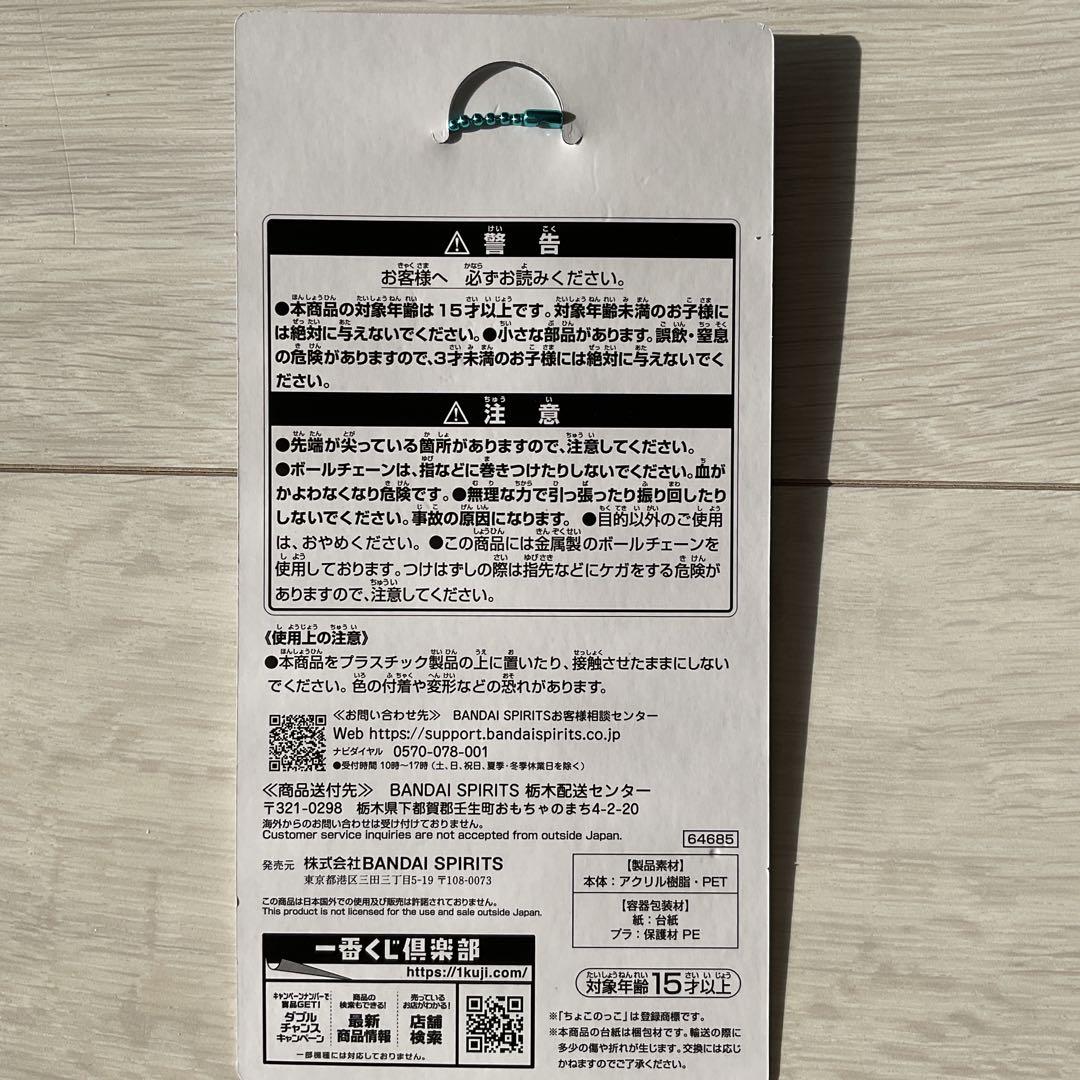 ⚠ 警告
お客様へ 必ずお読みください。
●本商品の対象年齢は15才以上です。対象年齢未満のお子様に
は絶対に与えないでください。●小さな部品があります。誤飲・窒息
の危険がありますので、3才未満のお子様には絶対に与えないでく
ださい。
⚠ 注意
●先端が尖っている箇所がありますので、注意してください。
●ボールチェーンは、指などに巻きつけたりしないでください。血が
かよわなくなり危険です。●無理な力で引っ張ったり振り回したり
しないでください。事故の原因になります。 ●目的以外のご使用
は、おやめください。 ●この商品には金属製のボールチェーンを
使用しております。つけはずしの際は指先などにケガをする危険が
ありますので、注意してください。
《使用上の注意》
●本商品をプラスチック製品の上に置いたり、接触させたままにしない
でください。色の付着や変形などの恐れがあります。
≪お問い合わせ先≫ BANDAI SPIRITSお客様相談センター
Web https://support.bandaispirits.co.jp
ナビダイヤル 0570-078-001
●受付時間 10時〜17時（土、日、祝日、夏季・冬季休業日を除く）
≪商品送付先≫ BANDAI SPIRITS 栃木配送センター
〒321-0298 栃木県下都賀郡壬生町おもちゃのまち4-2-20
海外からのお問い合わせは受け付けておりません。
Customer service inquiries are not accepted from outside Japan.
64685
発売元 株式会社BANDAI SPIRITS
東京都港区三田三丁目5-19 〒108-0073
この商品は日本国外での使用及び販売は許諾されておりません。
This product is not licensed for the use and sale outside Japan.
【製品素材】
本体：アクリル樹脂・PET
【容器包装材】
紙：台紙
プラ：保護材 PE
一番くじ倶楽部
https://1kuji.com/
キャンペーンナンバーで
賞品GET!
ダブル
チャンス
キャンペーン
商品の
検索もできる!
最新
商品情報
売っている
お店がわかる!
店舗
検索
一部機種には対応しておりません。
対象年齢15才以上
※「ちょこのっこ」は登録商標です。
※本商品の台紙は梱包材です。輸送の際に
多少の傷や折れが生じます。交換には応じ
かねますのでご了承ください。